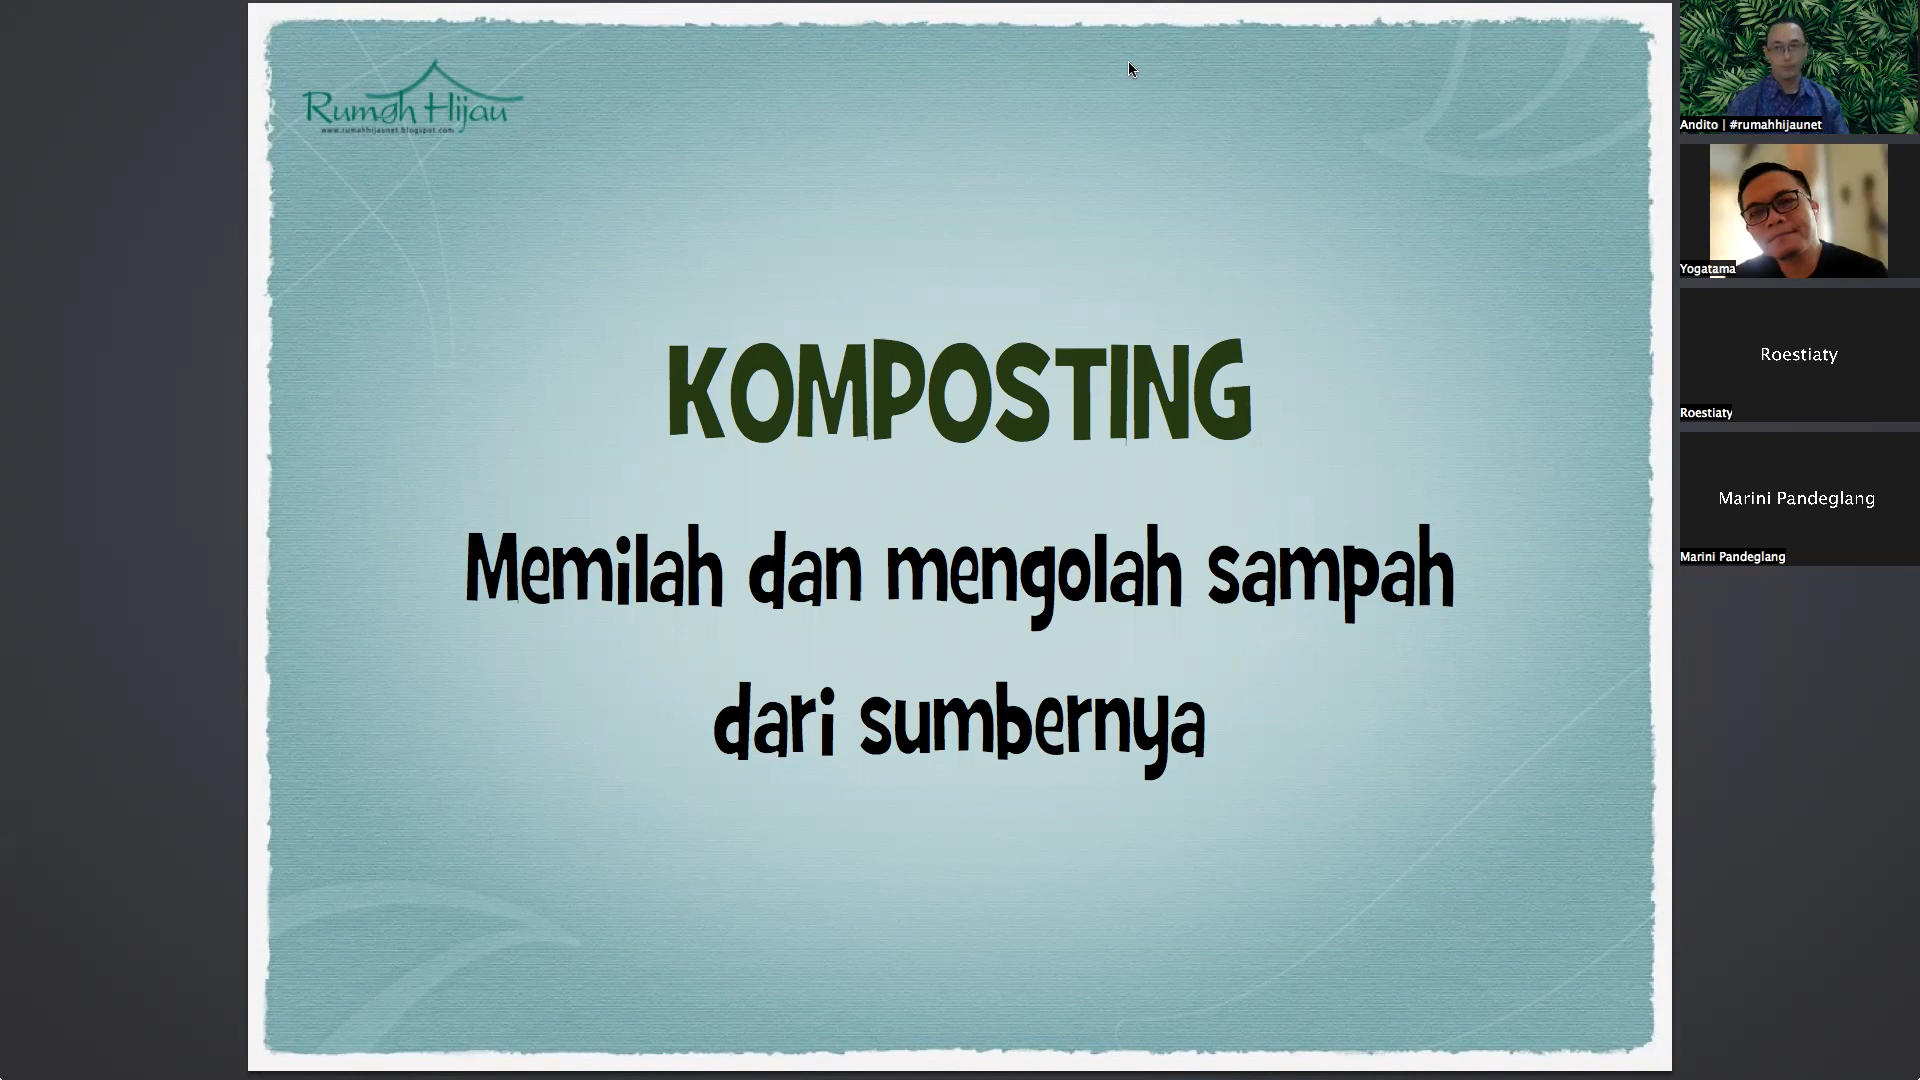 Rumah Hijau
www.rumahhijaunet.blogspot.com
KOMPOSTING
Memilah dan mengolah sampah
dari sumbernya
Andito | #rumahhijaunet
Yogatama
Roestiaty
Roestiaty
Marini Pandeglang
Marini Pandeglang